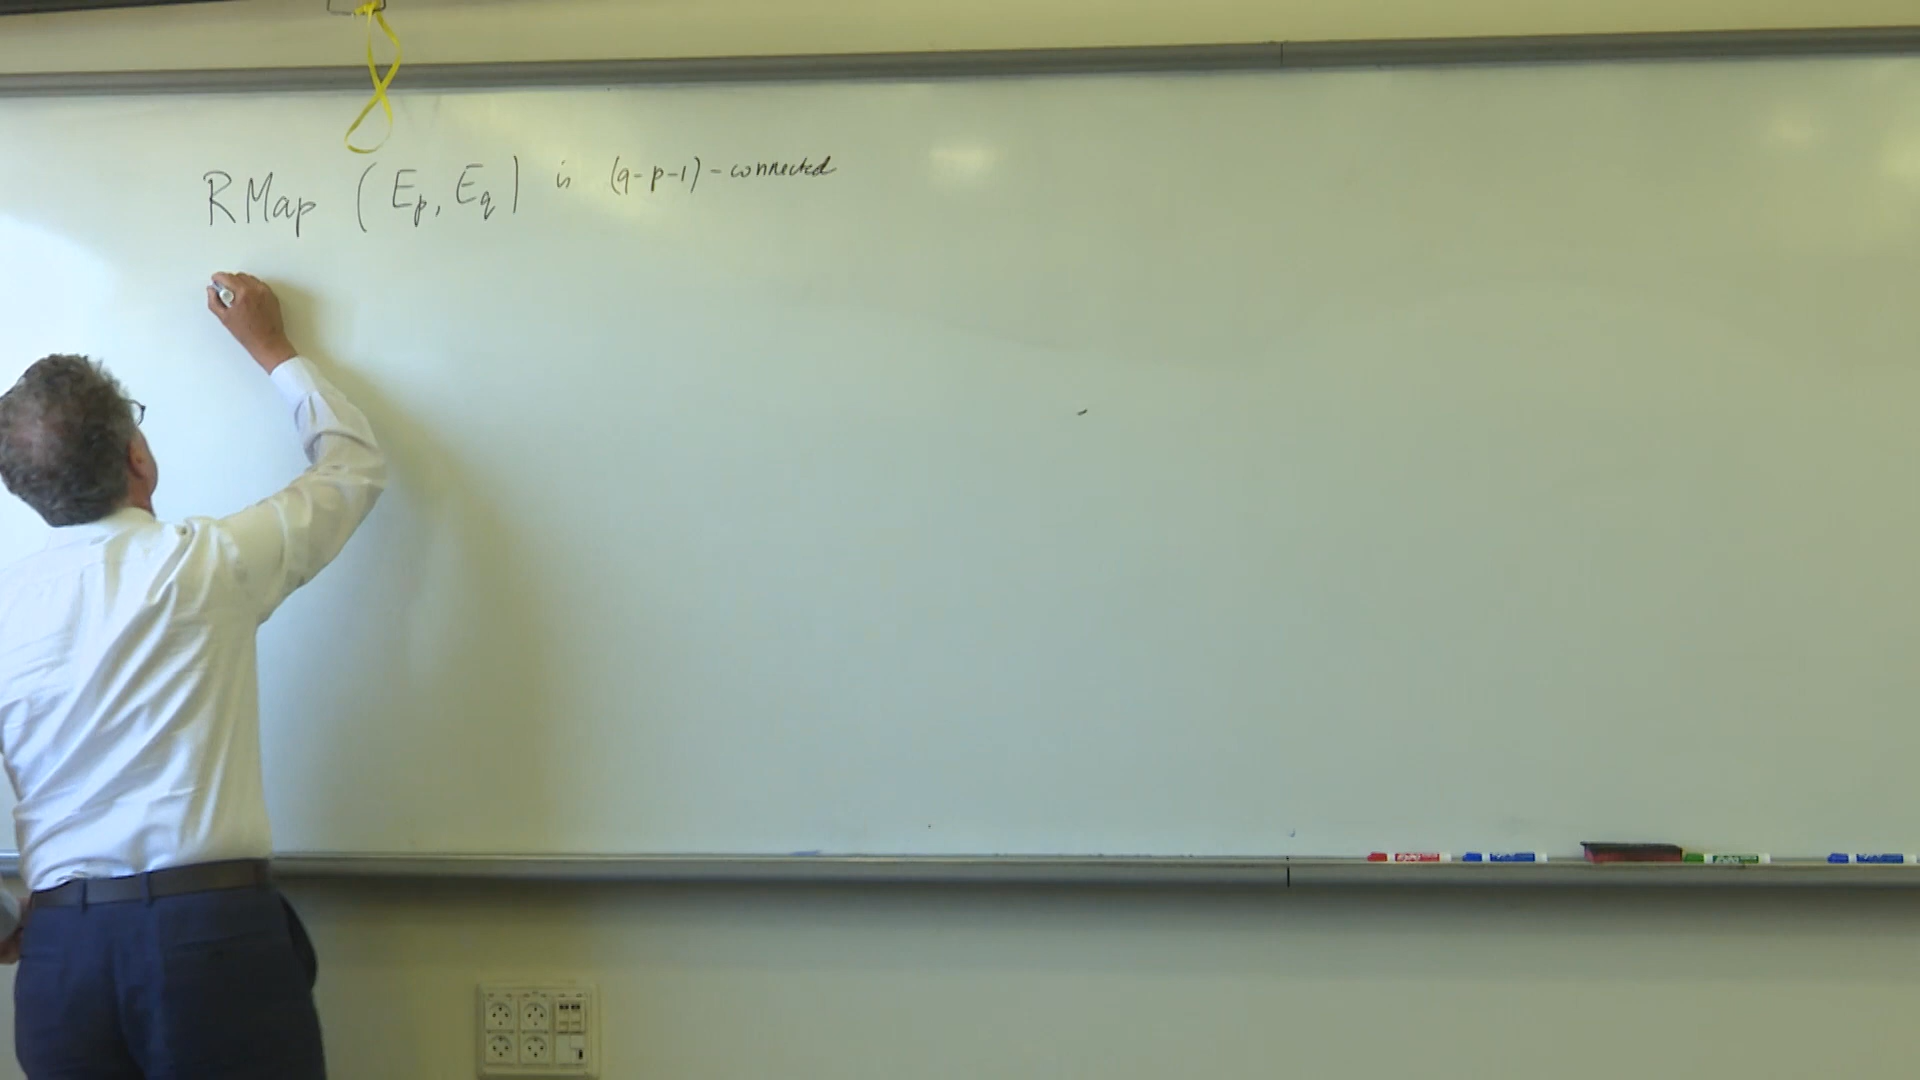 RMap (E_p, E_q) is (q-p-1)-connected